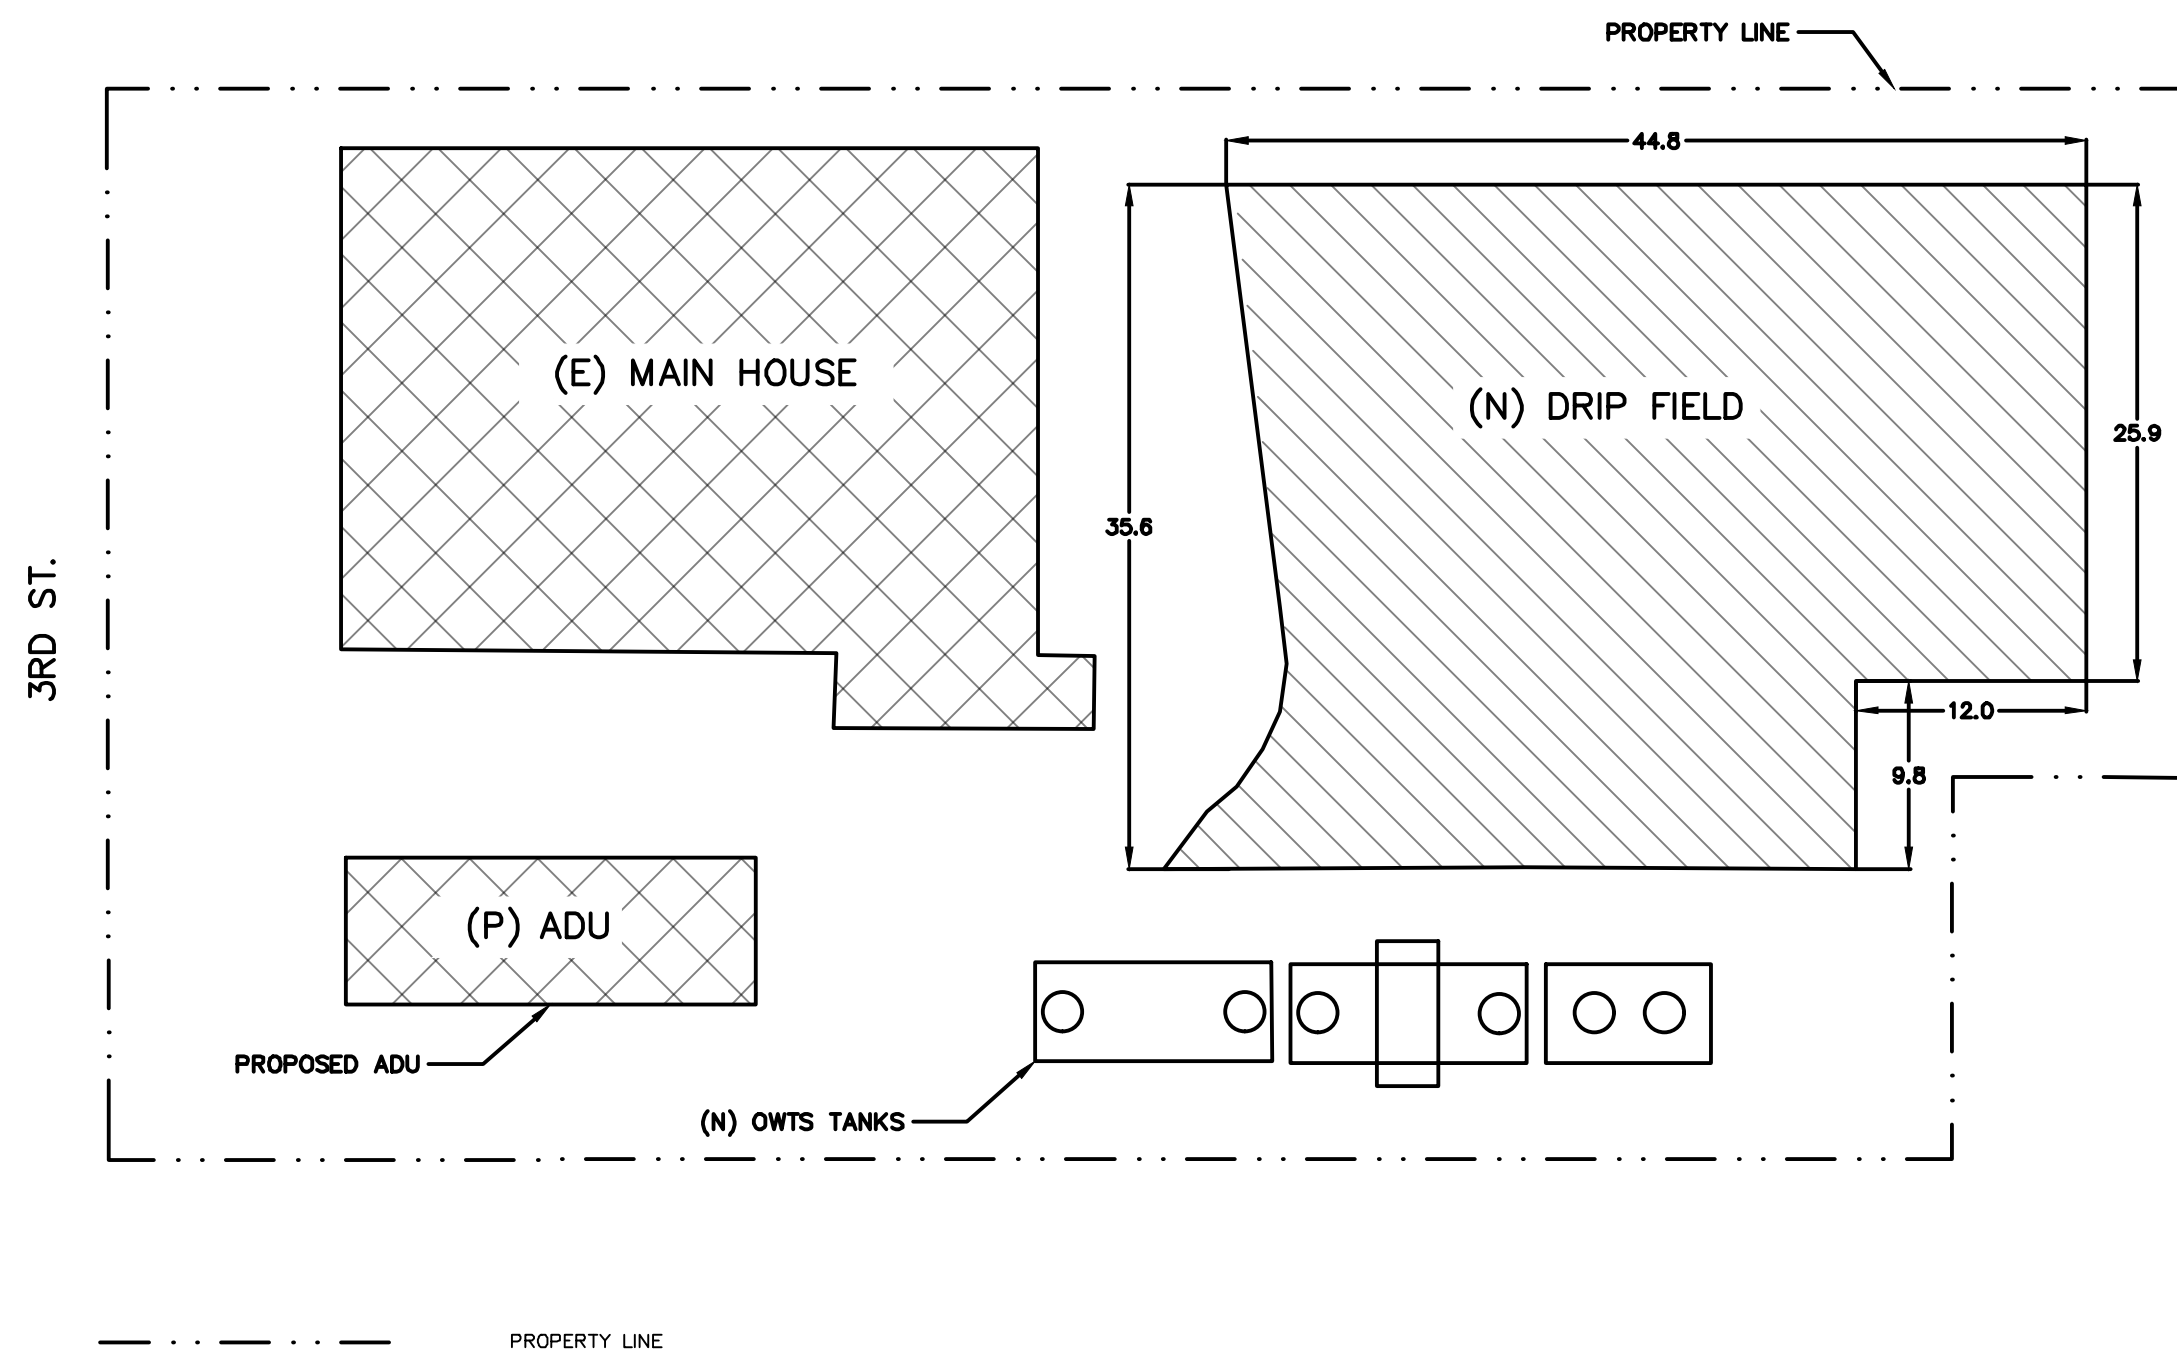 PROPERTY LINE
44.8
(E) MAIN HOUSE
(N) DRIP FIELD
25.9
35.6
3RD ST.
12.0
9.8
(P) ADU
PROPOSED ADU
(N) OWTS TANKS
PROPERTY LINE